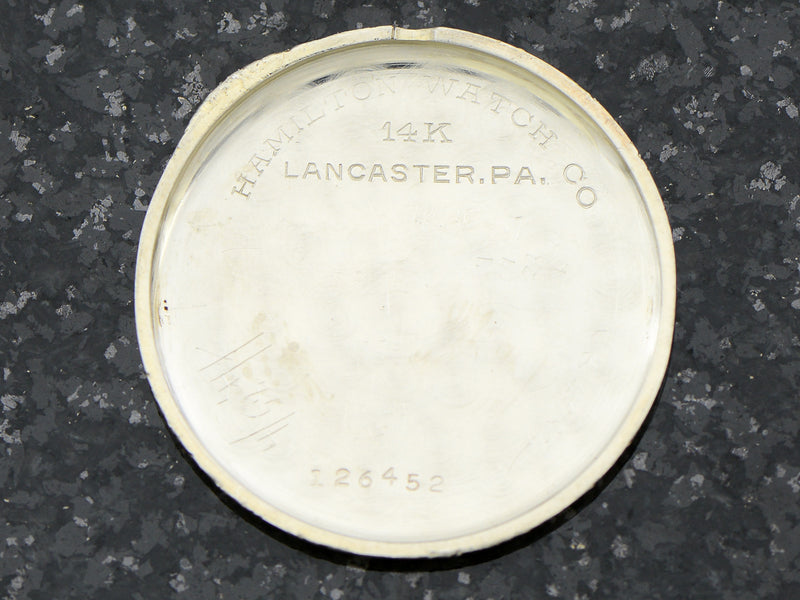 HAMILTON WATCH CO
14K
LANCASTER, PA.
126452